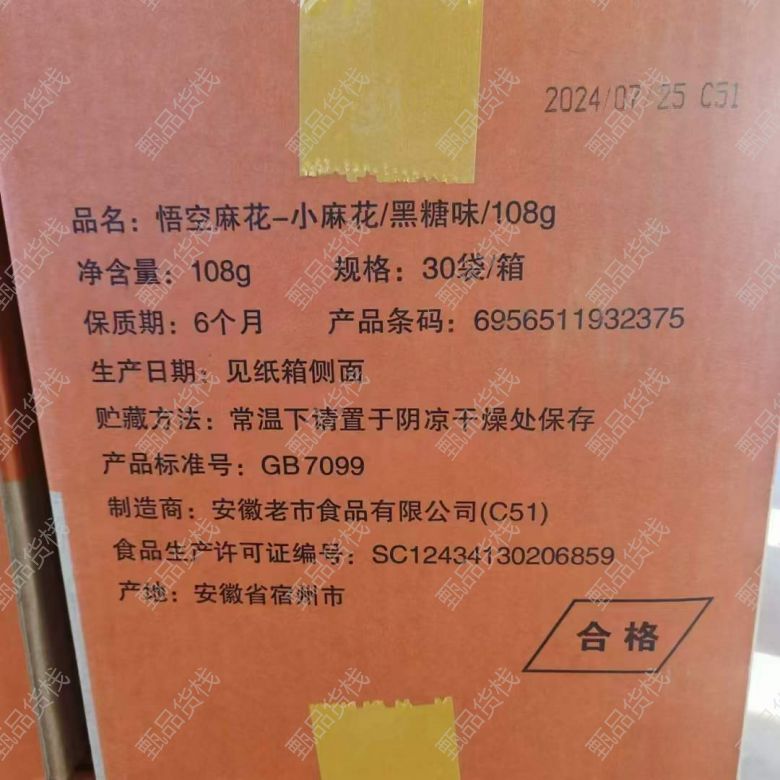 2024/07/25 C51
品名：悟空麻花-小麻花/黑糖味/108g
净含量：108g 规格：30袋/箱
保质期：6个月 产品条码：6956511932375
生产日期：见纸箱侧面
贮藏方法：常温下请置于阴凉干燥处保存
产品标准号：GB7099
制造商：安徽老市食品有限公司(C51)
食品生产许可证编号：SC12434130206859
产地：安徽省宿州市
合格
甄品货栈